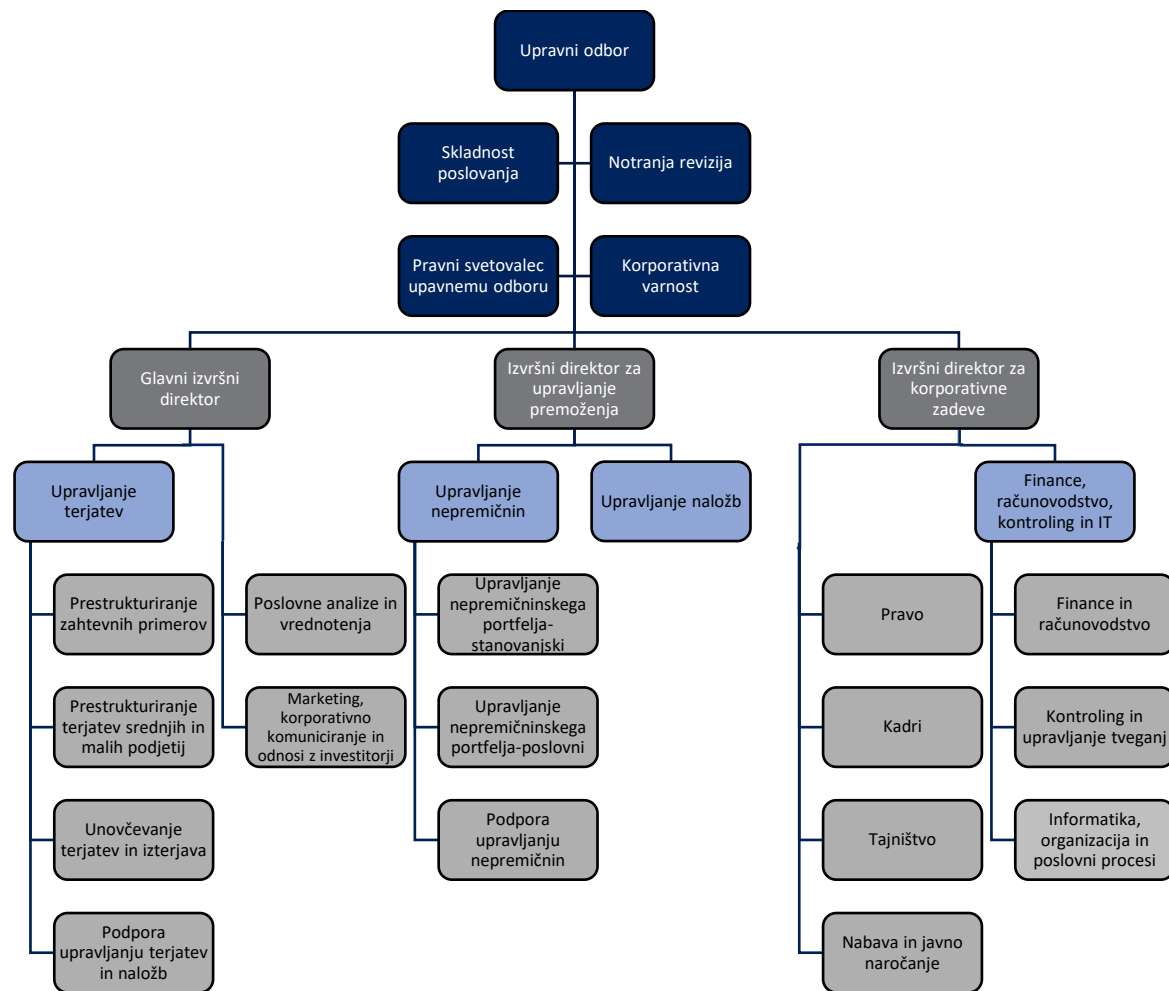 Upravni odbor
Skladnost
poslovanja
Notranja revizija
Pravni svetovalec
upavnemu odboru
Korporativna
varnost
Glavni izvršni
direktor
Izvršni direktor za
upravljanje
premoženja
Izvršni direktor za
korporativne
zadeve
Upravljanje
terjatev
Upravljanje
nepremičnin
Upravljanje naložb
Finance,
računovodstvo,
kontroling in IT
Prestrukturiranje
zahtevnih primerov
Poslovne analize in
vrednotenja
Upravljanje
nepremičninskega
portfelja-
stanovanjski
Pravo
Finance in
računovodstvo
Prestrukturiranje
terjatev srednjih in
malih podjetij
Marketing,
korporativno
komuniciranje in
odnosi z investitorji
Upravljanje
nepremičninskega
portfelja-poslovni
Kadri
Kontroling in
upravljanje tveganj
Unovčevanje
terjatev in izterjava
Podpora
upravljanju
nepremičnin
Tajništvo
Informatika,
organizacija in
poslovni procesi
Podpora
upravljanju terjatev
in naložb
Nabava in javno
naročanje